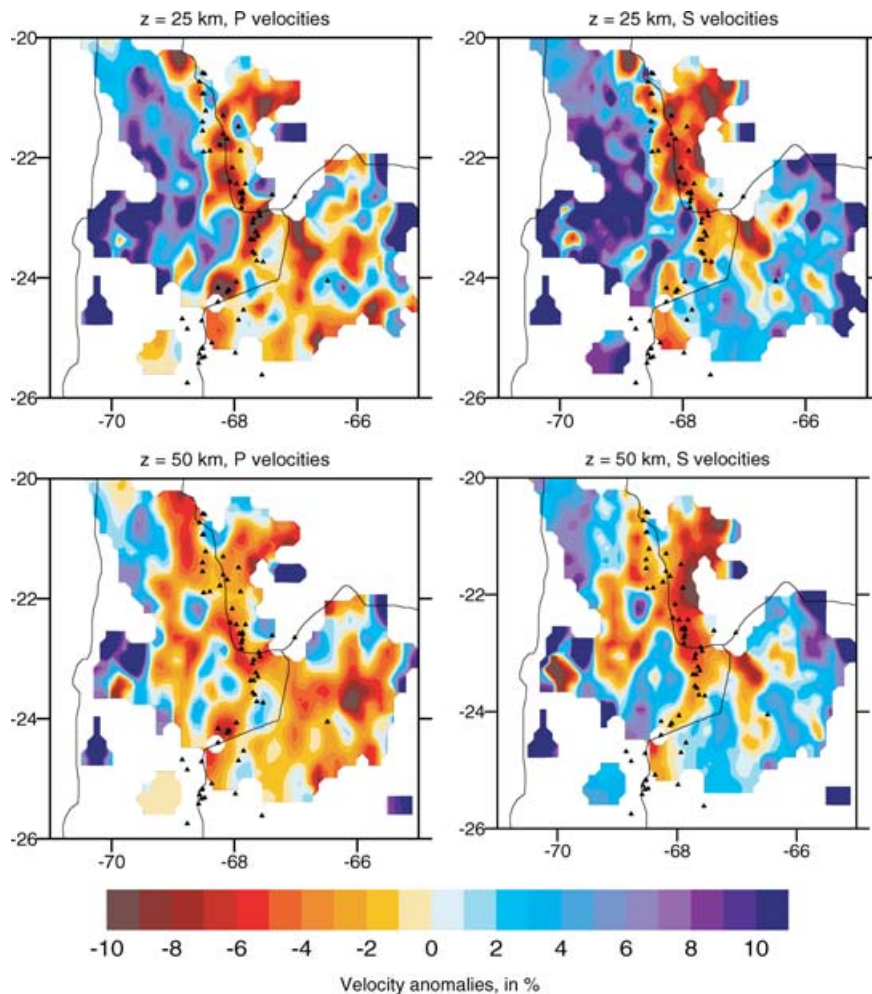 z = 25 km, P velocities
z = 25 km, S velocities
-20
-22
-24
-26
-70 -68 -66
-20
-22
-24
-26
-70 -68 -66
z = 50 km, P velocities
z = 50 km, S velocities
-20
-22
-24
-26
-70 -68 -66
-20
-22
-24
-26
-70 -68 -66
-10 -8 -6 -4 -2 0 2 4 6 8 10
Velocity anomalies, in %